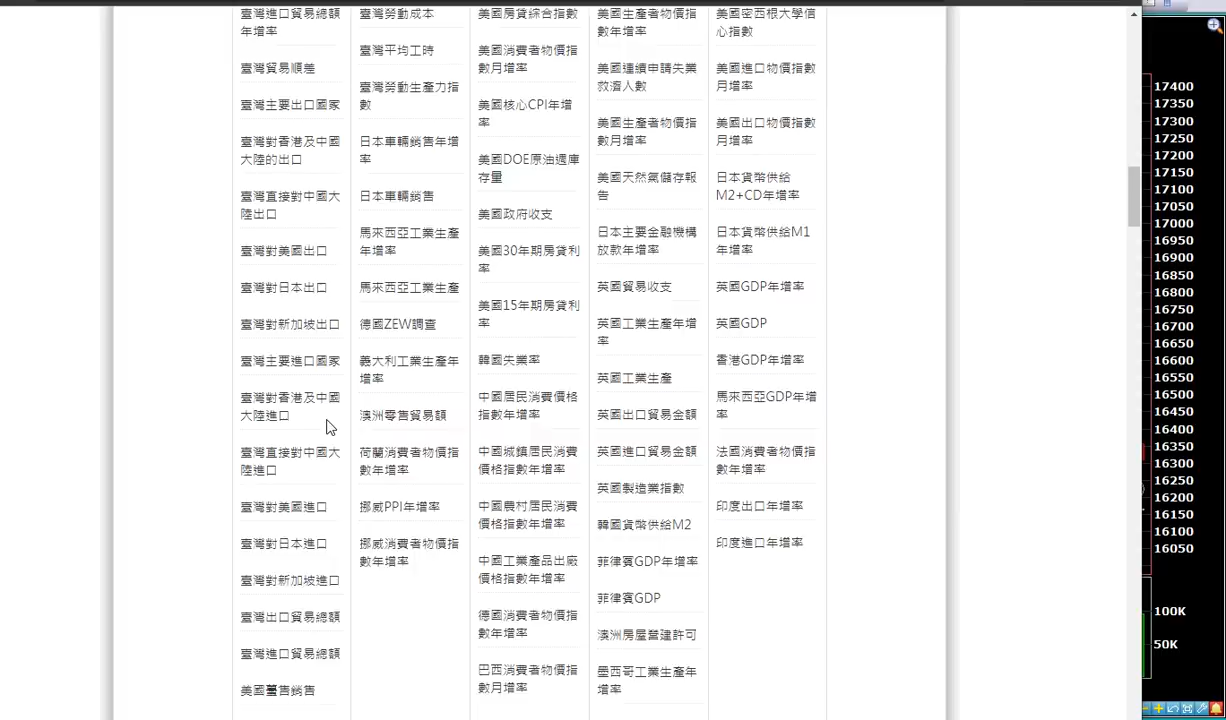 臺灣進口貿易總額
年增率
臺灣貿易順差
臺灣主要出口國家
臺灣對香港及中國
大陸的出口
臺灣直接對中國大
陸出口
臺灣對美國出口
臺灣對日本出口
臺灣對新加坡出口
臺灣主要進口國家
臺灣對香港及中國
大陸進口
臺灣直接對中國大
陸進口
臺灣對美國進口
臺灣對日本進口
臺灣對新加坡進口
臺灣出口貿易總額
臺灣進口貿易總額
美國躉售銷售
臺灣勞動成本
臺灣平均工時
臺灣勞動生產力指
數
日本車輛銷售年增
率
日本車輛銷售
馬來西亞工業生產
年增率
馬來西亞工業生產
德國ZEW調查
義大利工業生產年
增率
澳洲零售貿易額
荷蘭消費者物價指
數年增率
挪威PPI年增率
挪威消費者物價指
數年增率
美國房貸綜合指數
美國消費者物價指
數月增率
美國核心CPI年增
率
美國DOE原油週庫
存量
美國政府收支
美國30年期房貸利
率
美國15年期房貸利
率
韓國失業率
中國居民消費價格
指數年增率
中國城鎮居民消費
價格指數年增率
中國農村居民消費
價格指數年增率
中國工業產品出廠
價格指數年增率
德國消費者物價指
數年增率
巴西消費者物價指
數月增率
美國生產者物價指
數年增率
美國連續申請失業
救濟人數
美國生產者物價指
數月增率
美國天然氣儲存報
告
日本主要金融機構
放款年增率
英國貿易收支
英國工業生產年增
率
英國工業生產
英國出口貿易金額
英國進口貿易金額
英國製造業指數
韓國貨幣供給M2
菲律賓GDP年增率
菲律賓GDP
澳洲房屋營建許可
墨西哥工業生產年
增率
美國密西根大學信
心指數
美國進口物價指數
月增率
美國出口物價指數
月增率
日本貨幣供給
M2+CD年增率
日本貨幣供給M1
年增率
英國GDP年增率
英國GDP
香港GDP年增率
馬來西亞GDP年增
率
法國消費者物價指
數年增率
印度出口年增率
印度進口年增率
17400
17350
17300
17250
17200
17150
17100
17050
17000
16950
16900
16850
16800
16750
16700
16650
16600
16550
16500
16450
16400
16350
16300
16250
16200
16150
16100
16050
100K
50K